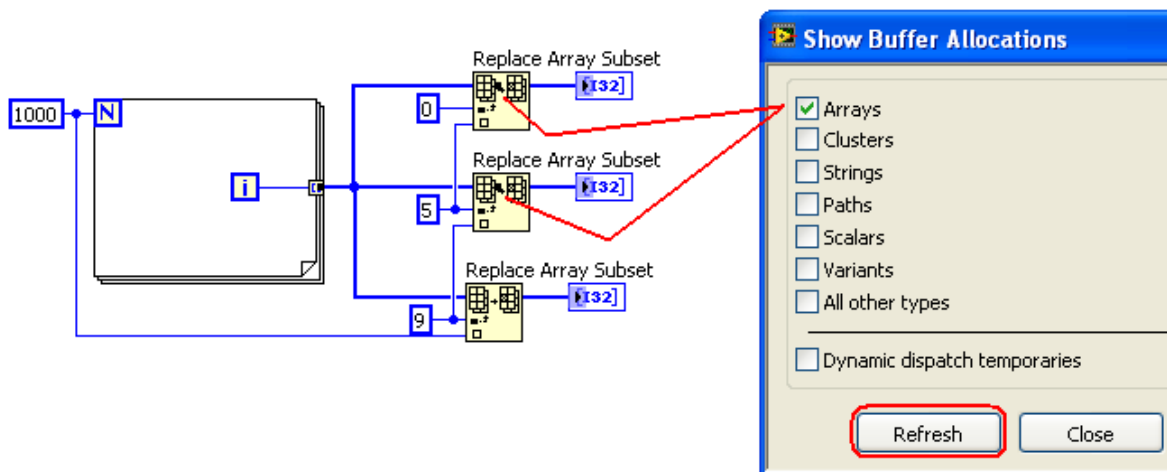 Show Buffer Allocations
Replace Array Subset
[I32]
1000
N
0
i
Replace Array Subset
[I32]
5
Replace Array Subset
[I32]
9
Arrays
Clusters
Strings
Paths
Scalars
Variants
All other types
Dynamic dispatch temporaries
Refresh
Close